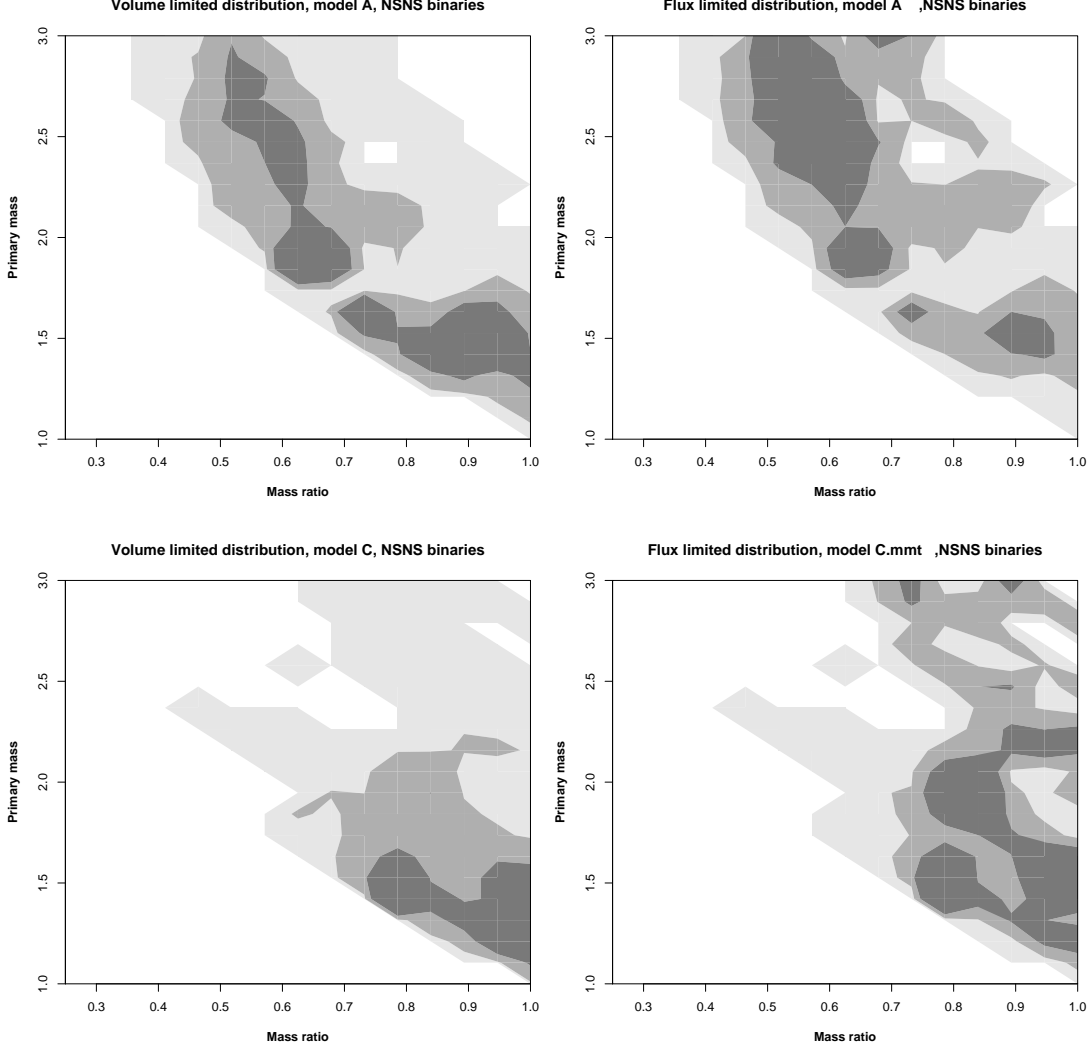 Volume limited distribution, model A, NSNS binaries
Flux limited distribution, model A ,NSNS binaries
3.0
2.5
2.0
1.5
1.0
Primary mass
0.3 0.4 0.5 0.6 0.7 0.8 0.9 1.0
Mass ratio
3.0
2.5
2.0
1.5
1.0
Primary mass
0.3 0.4 0.5 0.6 0.7 0.8 0.9 1.0
Mass ratio
Volume limited distribution, model C, NSNS binaries
Flux limited distribution, model C.mmt ,NSNS binaries
3.0
2.5
2.0
1.5
1.0
Primary mass
0.3 0.4 0.5 0.6 0.7 0.8 0.9 1.0
Mass ratio
3.0
2.5
2.0
1.5
1.0
Primary mass
0.3 0.4 0.5 0.6 0.7 0.8 0.9 1.0
Mass ratio